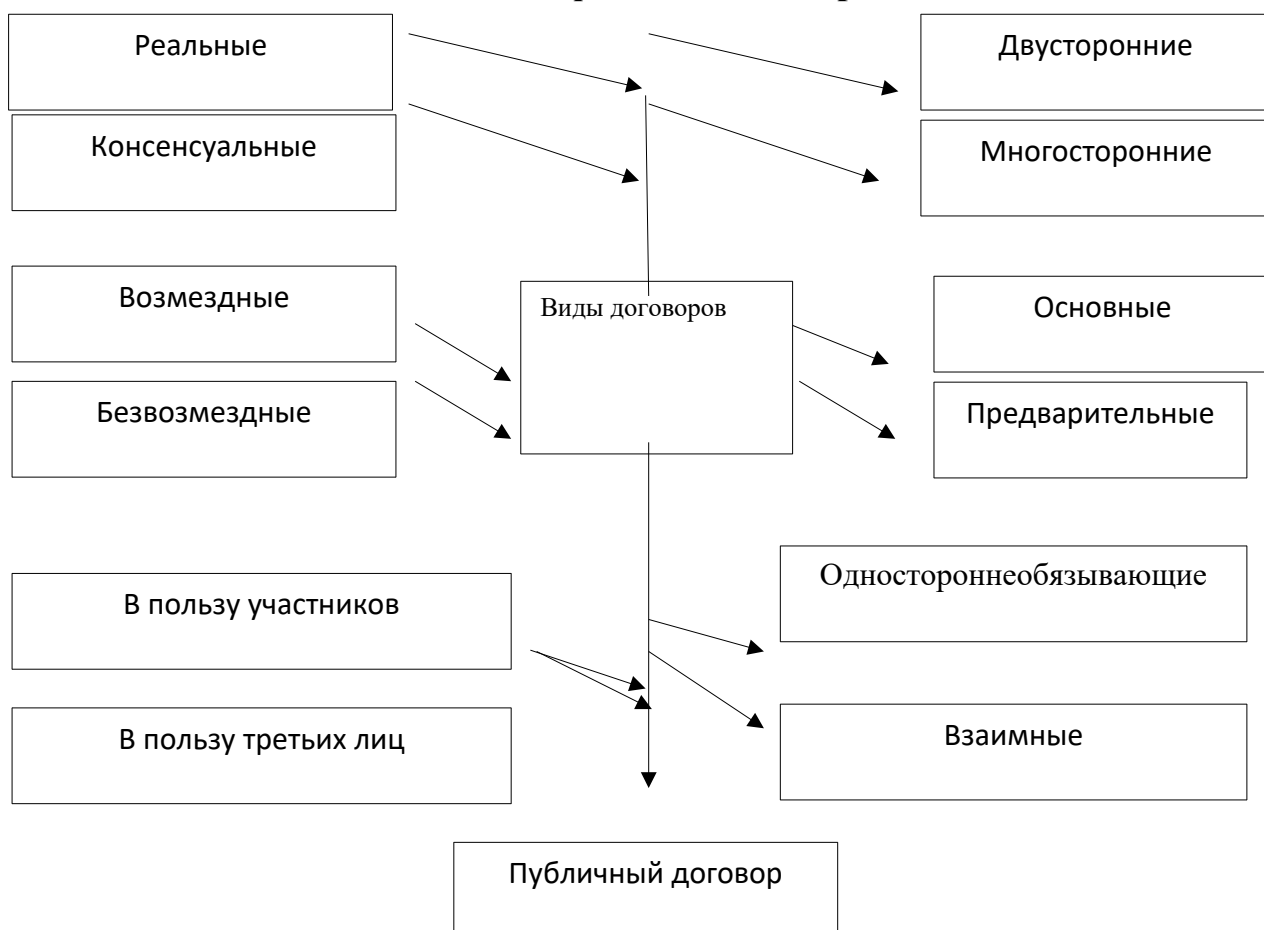 Реальные
Двусторонние
Консенсуальные
Многосторонние
Возмездные
Виды договоров
Основные
Безвозмездные
Предварительные
Одностороннеобязывающие
В пользу участников
В пользу третьих лиц
Взаимные
Публичный договор